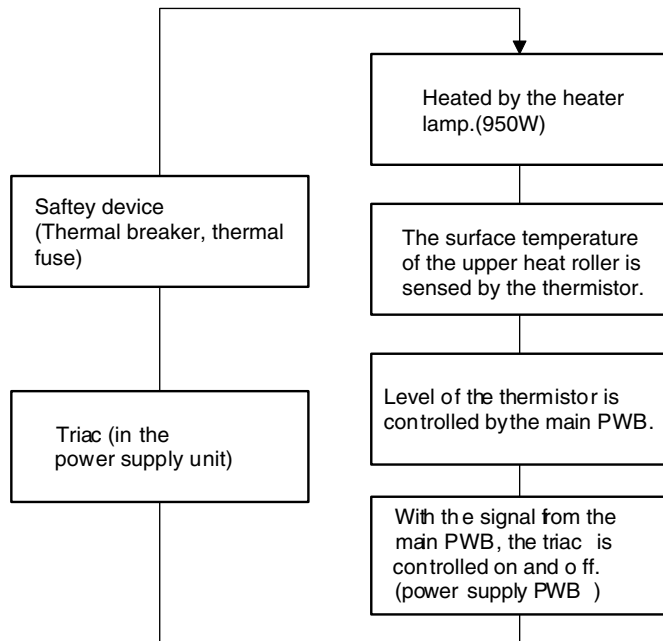 Heated by the heater
lamp.(950W)
Saftey device
(Thermal breaker, thermal
fuse)
The surface temperature
of the upper heat roller is
sensed by the thermistor.
Level of the thermistor is
controlled by the main PWB.
Triac (in the
power supply unit)
With the signal from the
main PWB, the triac is
controlled on and off.
(power supply PWB )